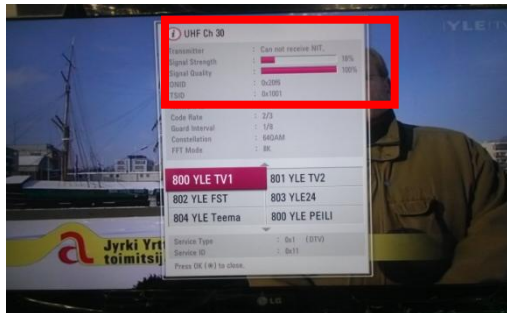 YLE TV
UHF Ch 30
Transmitter : Can not receive NIT.
Signal Strength : 18%
Signal Quality : 100%
ONID : 0x20f6
TSID : 0x1001
Code Rate : 2/3
Guard Interval : 1/8
Constellation : 64QAM
FFT Mode : 8K
800 YLE TV1 801 YLE TV2
802 YLE FST 803 YLE24
804 YLE Teema 800 YLE PEILI
Service Type : 0x1 (DTV)
Service ID : 0x11
Press OK (◉) to close.
Jyrki Yrt
toimitsij
LG